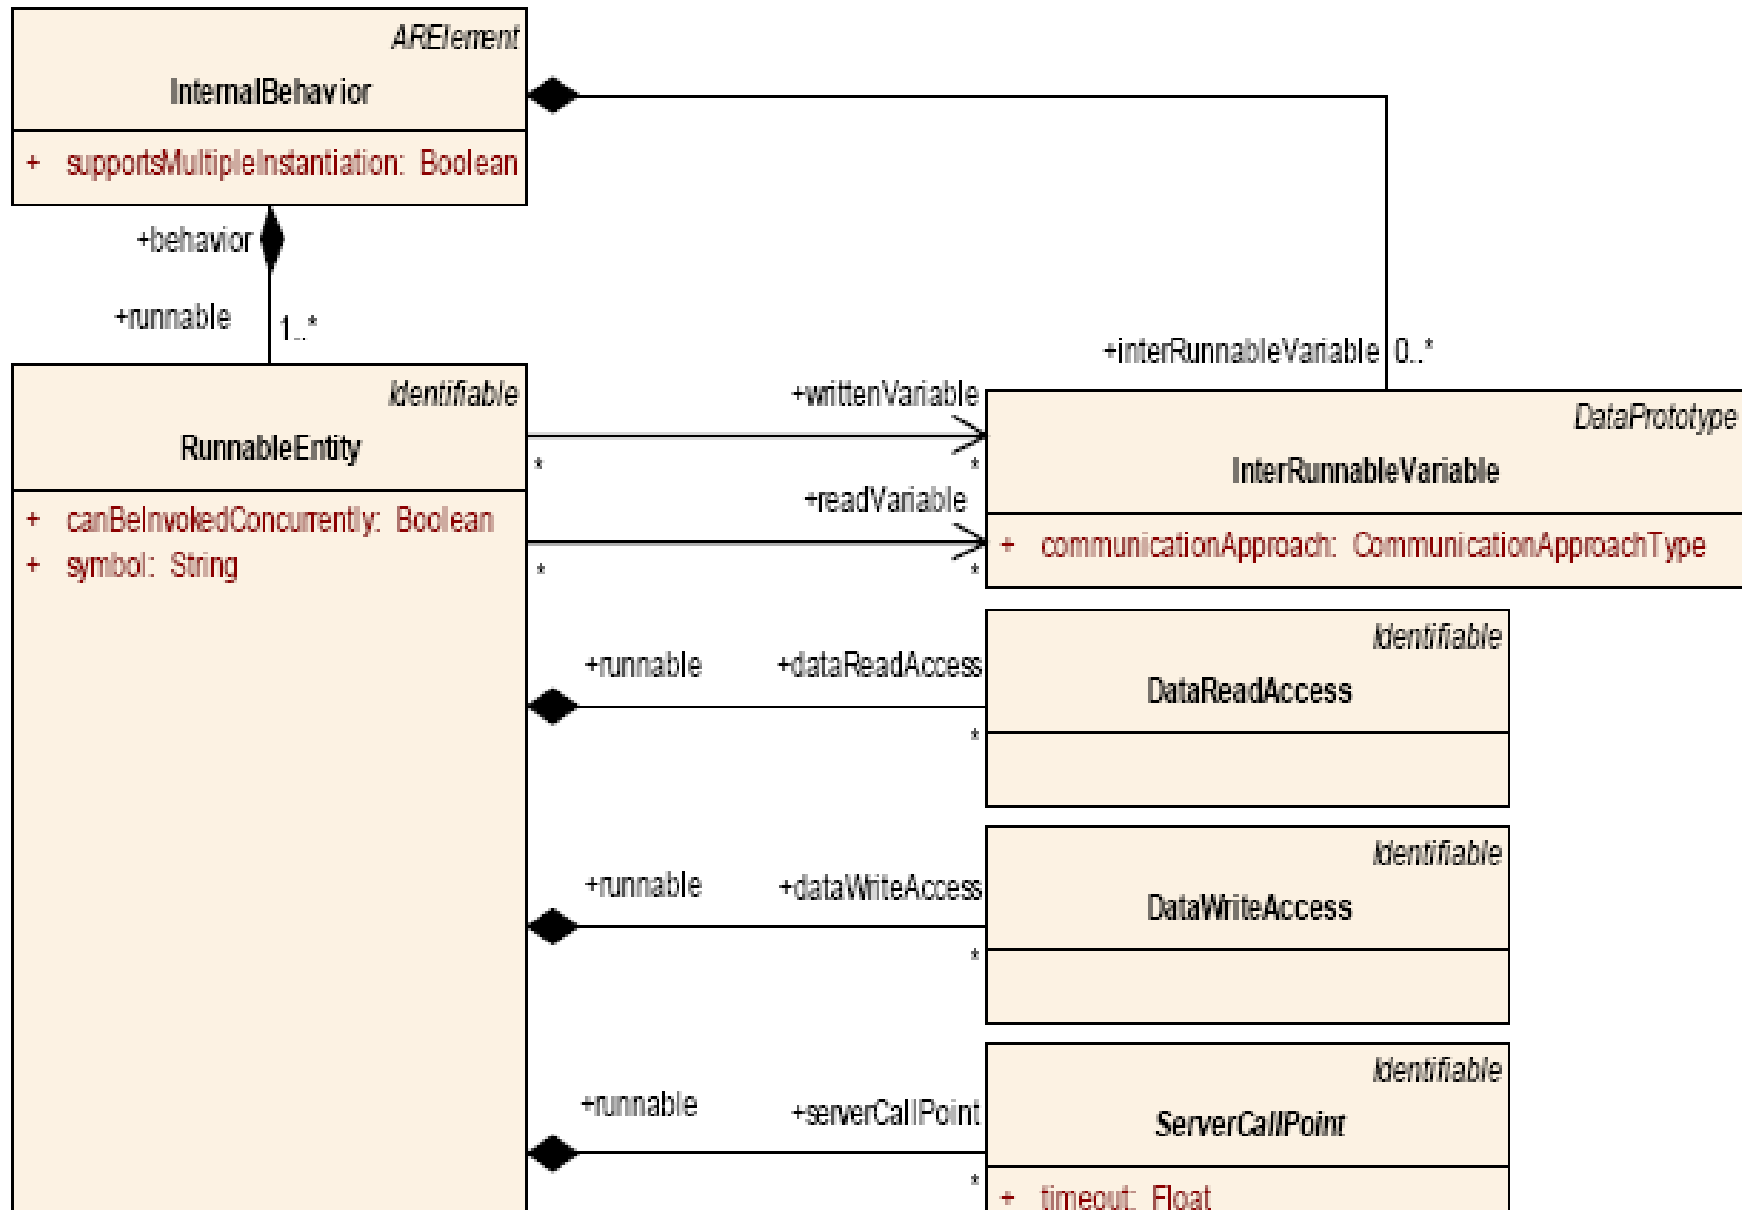 ARElement
InternalBehavior
+ supportsMultipleInstantiation: Boolean
+behavior
+runnable
1..*
+interRunnableVariable 0..*
Identifiable
RunnableEntity
+ canBeInvokedConcurrently: Boolean
+ symbol: String
+writtenVariable
* *
+readVariable
* *
DataPrototype
InterRunnableVariable
+ communicationApproach: CommunicationApproachType
+runnable +dataReadAccess
*
Identifiable
DataReadAccess
+runnable +dataWriteAccess
*
Identifiable
DataWriteAccess
+runnable +serverCallPoint
*
Identifiable
ServerCallPoint
+ timeout: Float